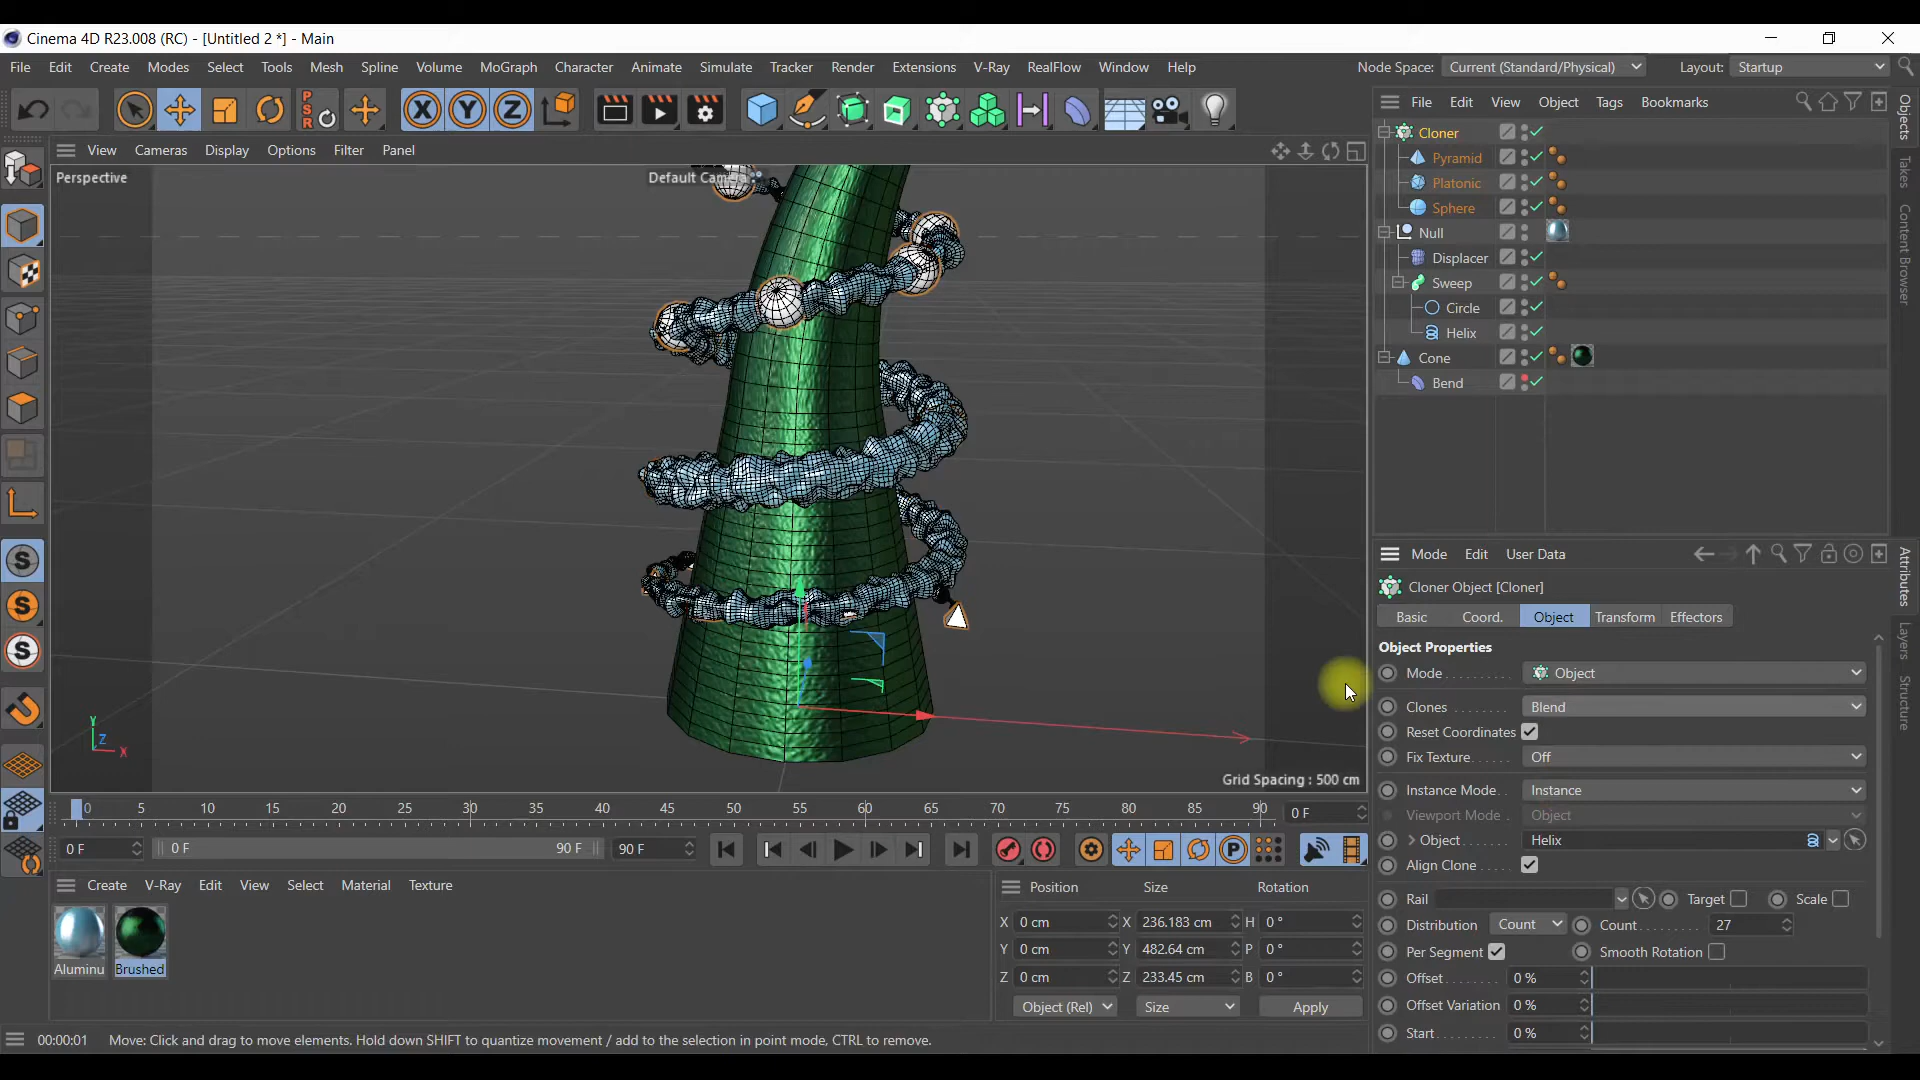 Cinema 4D R23.008 (RC) - [Untitled 2 *] - Main
File Edit Create Modes Select Tools Mesh Spline Volume MoGraph Character Animate Simulate Tracker Render Extensions V-Ray RealFlow Window Help Node Space: Current (Standard/Physical) Layout: Startup
PSR X Y Z
File Edit View Object Tags Bookmarks
View Cameras Display Options Filter Panel
Perspective
Default Camera
Cloner
Pyramid
Platonic
Sphere
Null
Displacer
Sweep
Circle
Helix
Cone
Bend
Objects
Takes
Content Browser
Mode Edit User Data
Cloner Object [Cloner]
Basic Coord. Object Transform Effectors
Object Properties
Mode Object
Clones Blend
Reset Coordinates
Fix Texture Off
Instance Mode Instance
Viewport Mode Object
Object Helix
Align Clone
Rail Target Scale
Distribution Count Count 27
Per Segment Smooth Rotation
Offset 0 %
Offset Variation 0 %
Start 0 %
Attributes
Layers
Structure
S
S
S
Y
Z
X
Grid Spacing : 500 cm
0 5 10 15 20 25 30 35 40 45 50 55 60 65 70 75 80 85 90 0 F
0 F 0 F 90 F 90 F
P
Create V-Ray Edit View Select Material Texture
Aluminu Brushed
Position Size Rotation
X 0 cm X 236.183 cm H 0 °
Y 0 cm Y 482.64 cm P 0 °
Z 0 cm Z 233.45 cm B 0 °
Object (Rel) Size Apply
00:00:01 Move: Click and drag to move elements. Hold down SHIFT to quantize movement / add to the selection in point mode, CTRL to remove.